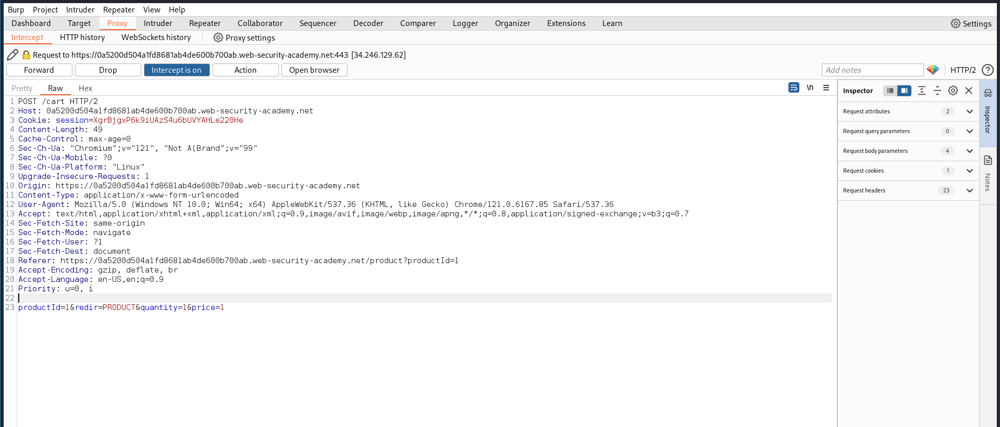 Burp Project Intruder Repeater View Help
Dashboard Target Proxy Intruder Repeater Collaborator Sequencer Decoder Comparer Logger Organizer Extensions Learn Settings
Intercept HTTP history WebSockets history Proxy settings
Request to https://0a5200d504a1fd8681ab4de600b700ab.web-security-academy.net:443 [34.246.129.62]
Forward Drop Intercept is on Action Open browser Add notes HTTP/2 ?
Pretty Raw Hex \n
Inspector
1 POST /cart HTTP/2
2 Host: 0a5200d504a1fd8681ab4de600b700ab.web-security-academy.net
3 Cookie: session=XgrBjgxP6k9iUAzS4u6bUVYAHLe220He
4 Content-Length: 49
5 Cache-Control: max-age=0
6 Sec-Ch-Ua: "Chromium";v="121", "Not A(Brand";v="99"
7 Sec-Ch-Ua-Mobile: ?0
8 Sec-Ch-Ua-Platform: "Linux"
9 Upgrade-Insecure-Requests: 1
10 Origin: https://0a5200d504a1fd8681ab4de600b700ab.web-security-academy.net
11 Content-Type: application/x-www-form-urlencoded
12 User-Agent: Mozilla/5.0 (Windows NT 10.0; Win64; x64) AppleWebKit/537.36 (KHTML, like Gecko) Chrome/121.0.6167.85 Safari/537.36
13 Accept: text/html,application/xhtml+xml,application/xml;q=0.9,image/avif,image/webp,image/apng,*/*;q=0.8,application/signed-exchange;v=b3;q=0.7
14 Sec-Fetch-Site: same-origin
15 Sec-Fetch-Mode: navigate
16 Sec-Fetch-User: ?1
17 Sec-Fetch-Dest: document
18 Referer: https://0a5200d504a1fd8681ab4de600b700ab.web-security-academy.net/product?productId=1
19 Accept-Encoding: gzip, deflate, br
20 Accept-Language: en-US,en;q=0.9
21 Priority: u=0, i
22
23 productId=1&redir=PRODUCT&quantity=1&price=1
Request attributes 2
Request query parameters 0
Request body parameters 4
Request cookies 1
Request headers 23
Inspector
Notes